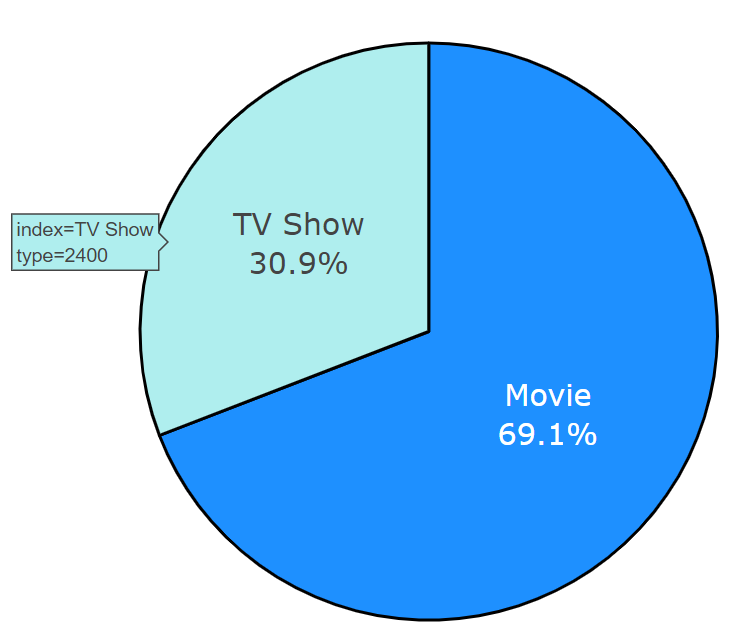 TV Show
30.9%
index=TV Show
type=2400
Movie
69.1%